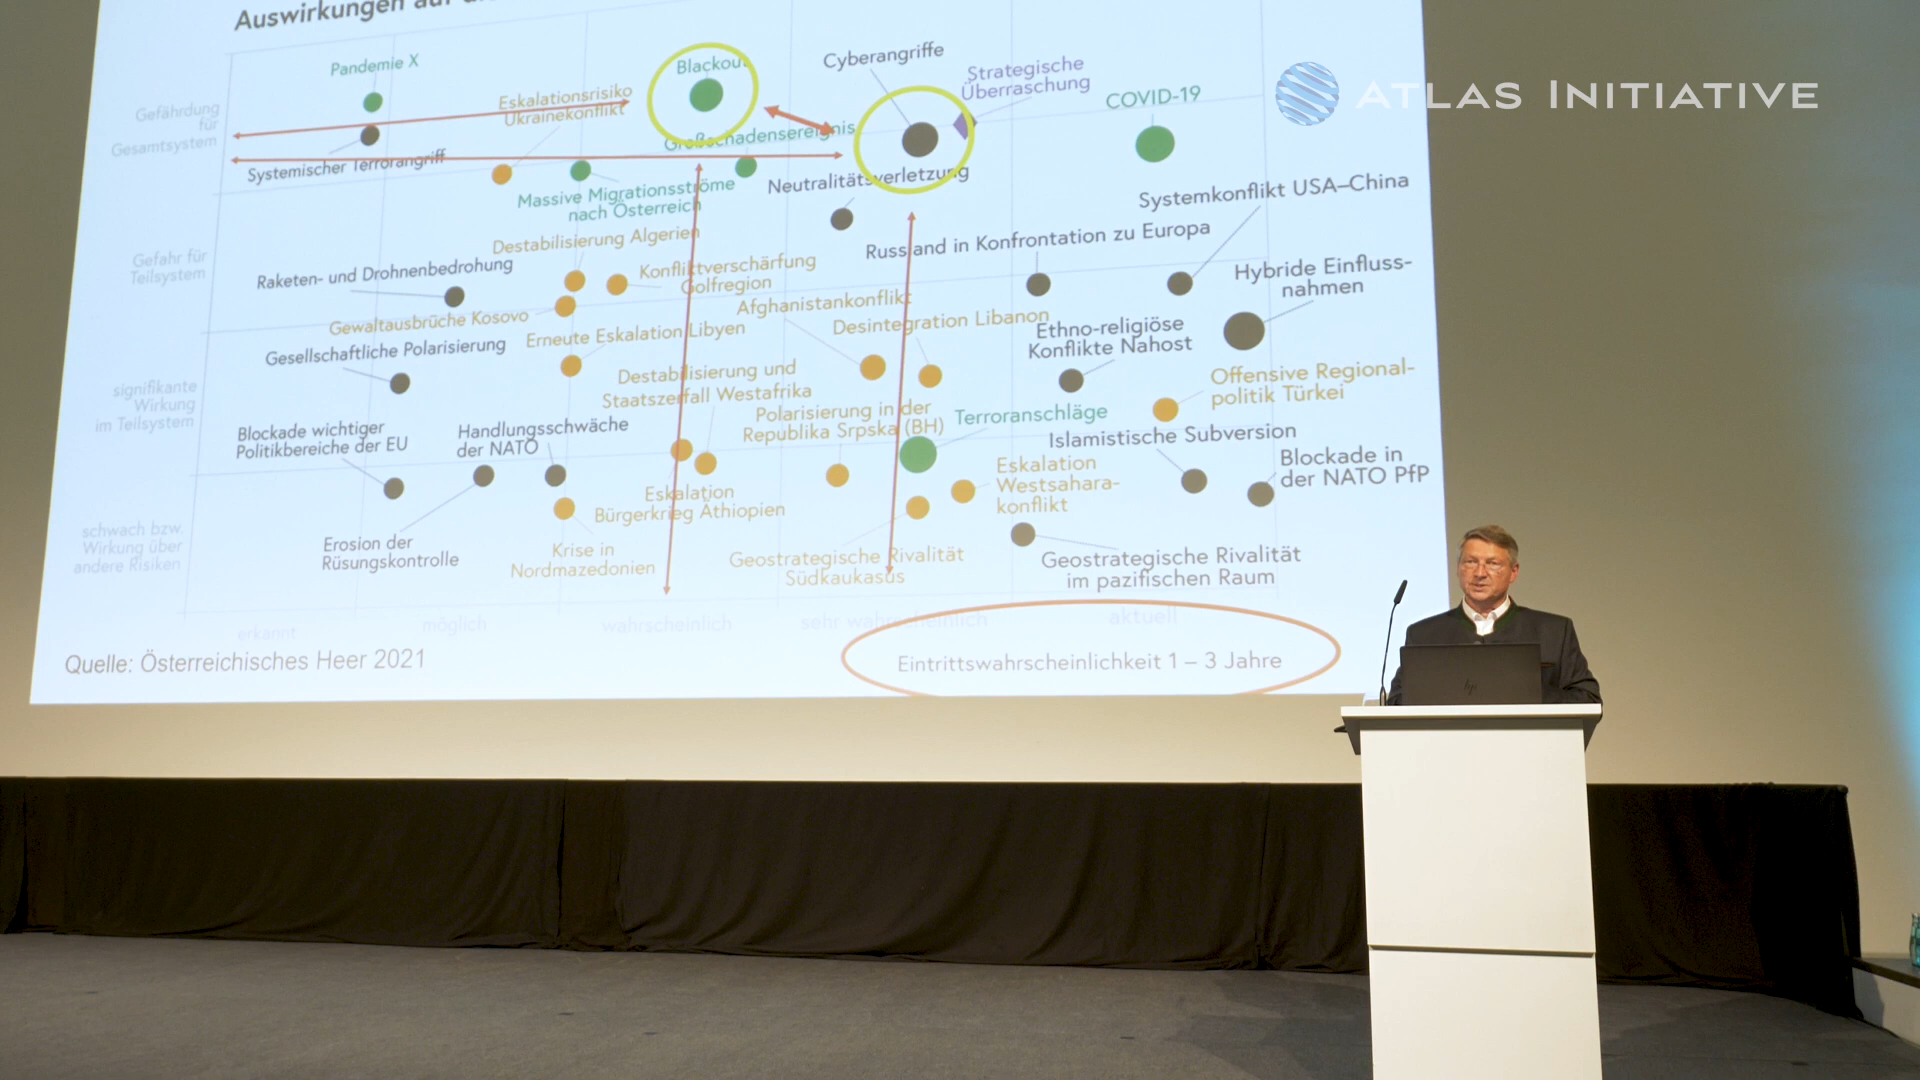 Auswirkungen auf
Pandemie X
Blackout
Cyberangriffe
Strategische
Überraschung
COVID-19
ATLAS INITIATIVE
Gefährdung
für
Gesamtsystem
Eskalationsrisiko
Ukrainekonflikt
Großschadensereignis
Systemischer Terrorangriff
Massive Migrationsströme
nach Österreich
Neutralitätsverletzung
Systemkonflikt USA–China
Gefahr für
Teilsystem
Destabilisierung Algerien
Russland in Konfrontation zu Europa
Raketen- und Drohnenbedrohung
Konfliktverschärfung
Golfregion
Hybride Einfluss-
nahmen
Gewaltausbrüche Kosovo
Afghanistankonflikt
Erneute Eskalation Libyen
Desintegration Libanon
Ethno-religiöse
Konflikte Nahost
Gesellschaftliche Polarisierung
signifikante
Wirkung
im Teilsystem
Destabilisierung und
Staatszerfall Westafrika
Offensive Regional-
politik Türkei
Polarisierung in der
Republika Srpska (BH)
Terroranschläge
Blockade wichtiger
Politikbereiche der EU
Handlungsschwäche
der NATO
Islamistische Subversion
Blockade in
der NATO PfP
Eskalation
Westsahara-
konflikt
Eskalation
Bürgerkrieg Äthiopien
schwach bzw.
Wirkung über
andere Risiken
Erosion der
Rüsungskontrolle
Krise in
Nordmazedonien
Geostrategische Rivalität
Südkaukasus
Geostrategische Rivalität
im pazifischen Raum
erkannt
möglich
wahrscheinlich
sehr wahrscheinlich
aktuell
Quelle: Österreichisches Heer 2021
Eintrittswahrscheinlichkeit 1 – 3 Jahre
hp